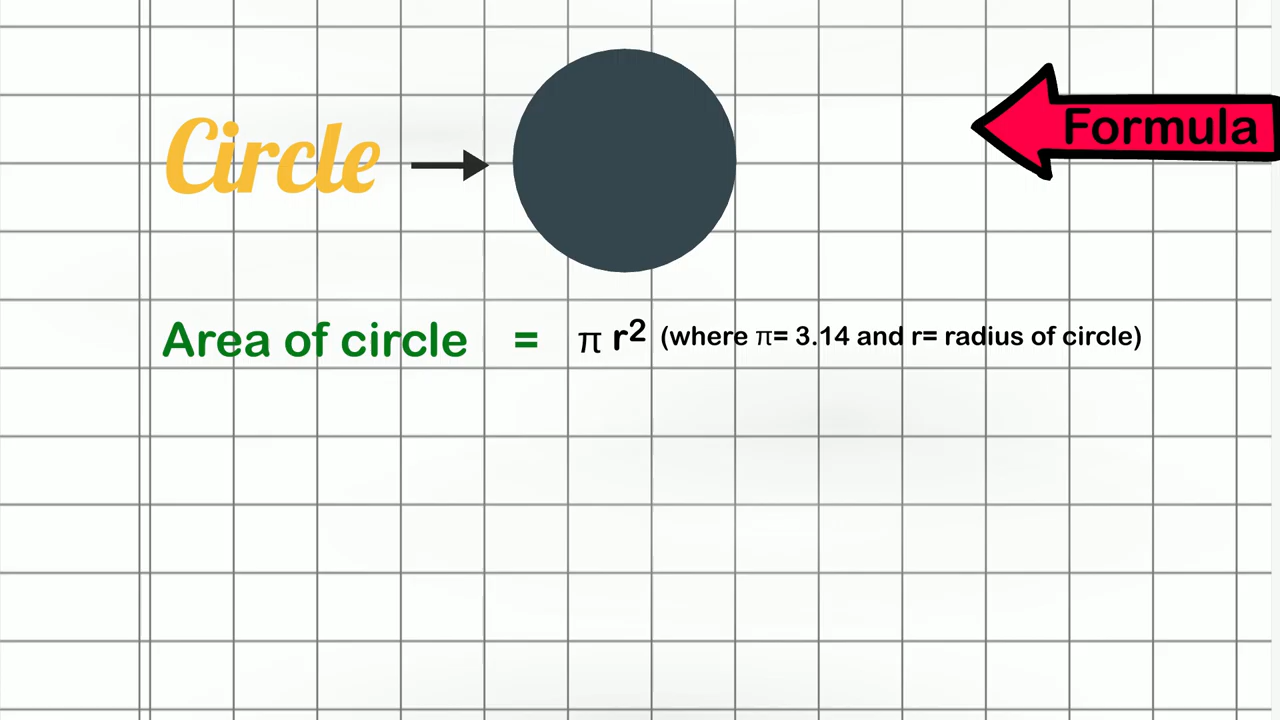 Circle
Formula
Area of circle = π r² (where π= 3.14 and r= radius of circle)